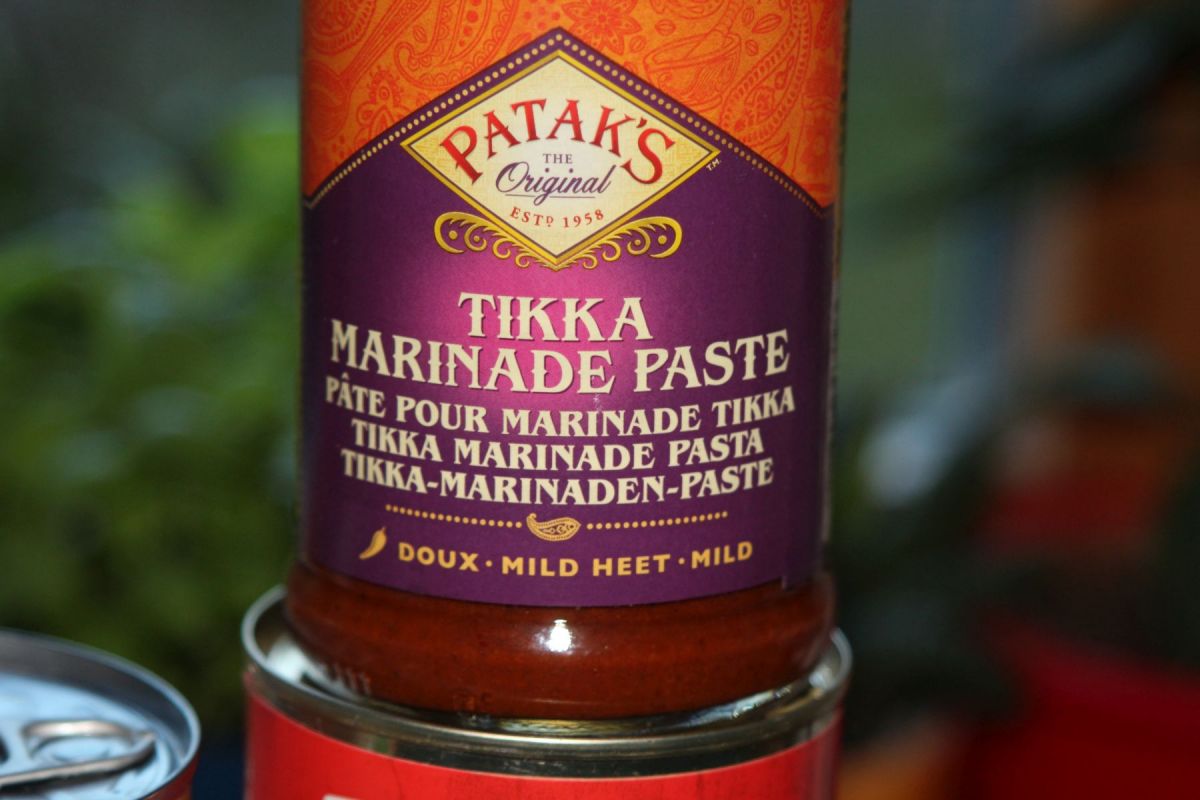 PATAK'S
THE
Original
ESTD 1958
TM
TIKKA
MARINADE PASTE
PÂTE POUR MARINADE TIKKA
TIKKA MARINADE PASTA
TIKKA-MARINADEN-PASTE
DOUX · MILD HEET · MILD